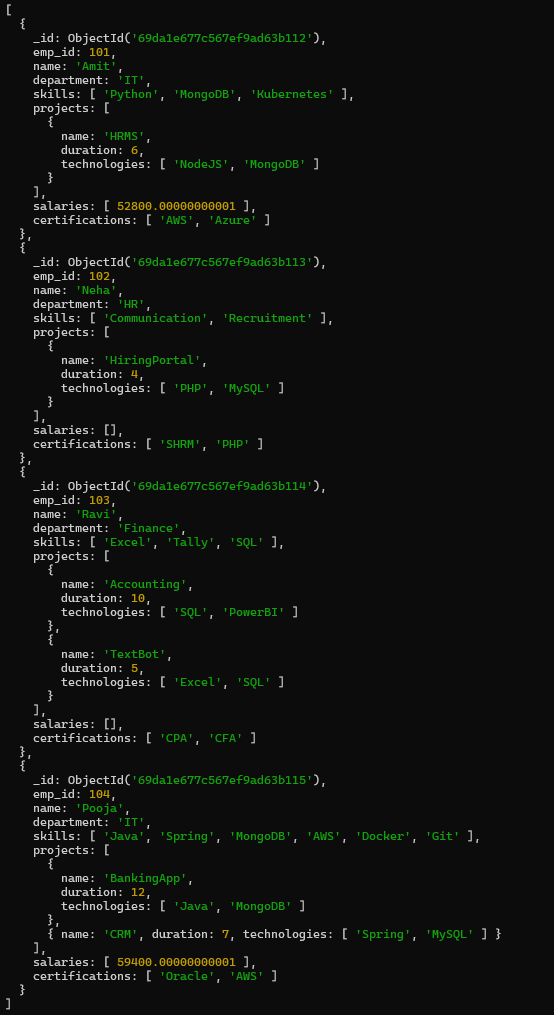 [
  {
    _id: ObjectId('69da1e677c567ef9ad63b112'),
    emp_id: 101,
    name: 'Amit',
    department: 'IT',
    skills: [ 'Python', 'MongoDB', 'Kubernetes' ],
    projects: [
      {
        name: 'HRMS',
        duration: 6,
        technologies: [ 'NodeJS', 'MongoDB' ]
      }
    ],
    salaries: [ 52800.00000000001 ],
    certifications: [ 'AWS', 'Azure' ]
  },
  {
    _id: ObjectId('69da1e677c567ef9ad63b113'),
    emp_id: 102,
    name: 'Neha',
    department: 'HR',
    skills: [ 'Communication', 'Recruitment' ],
    projects: [
      {
        name: 'HiringPortal',
        duration: 4,
        technologies: [ 'PHP', 'MySQL' ]
      }
    ],
    salaries: [],
    certifications: [ 'SHRM', 'PHP' ]
  },
  {
    _id: ObjectId('69da1e677c567ef9ad63b114'),
    emp_id: 103,
    name: 'Ravi',
    department: 'Finance',
    skills: [ 'Excel', 'Tally', 'SQL' ],
    projects: [
      {
        name: 'Accounting',
        duration: 10,
        technologies: [ 'SQL', 'PowerBI' ]
      },
      {
        name: 'TextBot',
        duration: 5,
        technologies: [ 'Excel', 'SQL' ]
      }
    ],
    salaries: [],
    certifications: [ 'CPA', 'CFA' ]
  },
  {
    _id: ObjectId('69da1e677c567ef9ad63b115'),
    emp_id: 104,
    name: 'Pooja',
    department: 'IT',
    skills: [ 'Java', 'Spring', 'MongoDB', 'AWS', 'Docker', 'Git' ],
    projects: [
      {
        name: 'BankingApp',
        duration: 12,
        technologies: [ 'Java', 'MongoDB' ]
      },
      { name: 'CRM', duration: 7, technologies: [ 'Spring', 'MySQL' ] }
    ],
    salaries: [ 59400.00000000001 ],
    certifications: [ 'Oracle', 'AWS' ]
  }
]